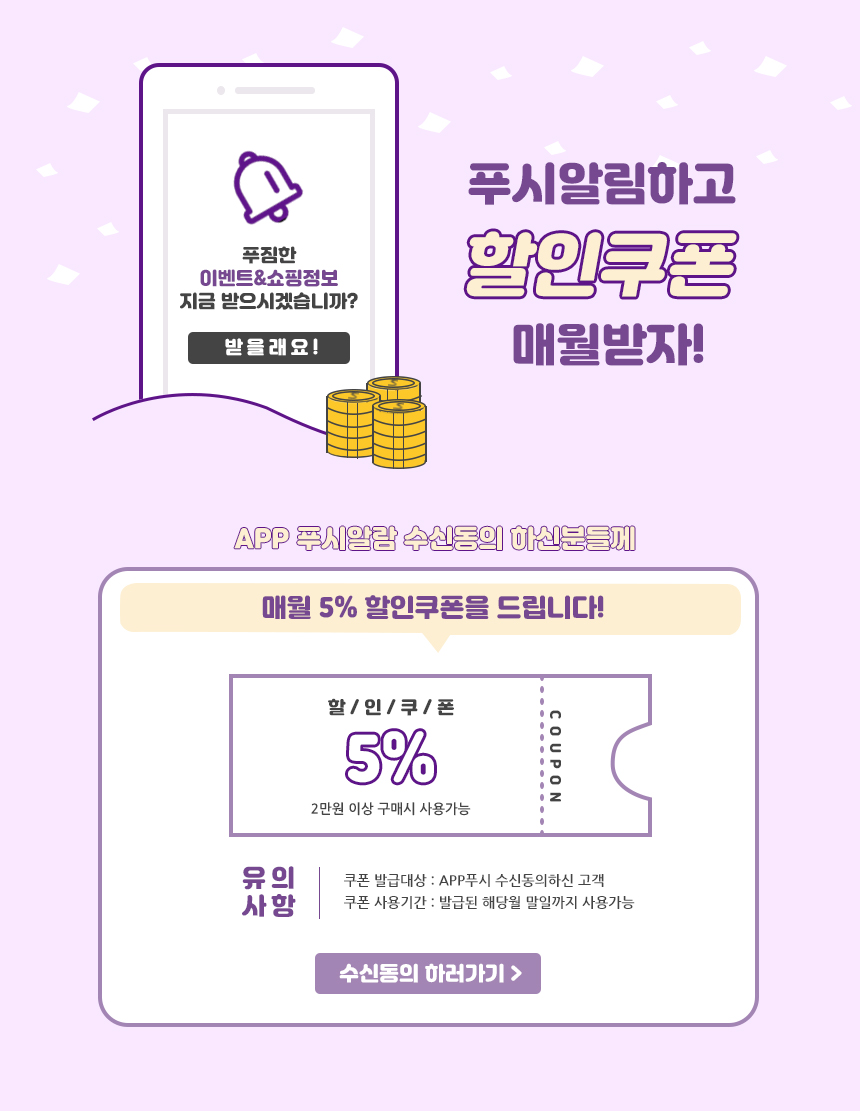 푸짐한
이벤트&쇼핑정보
지금 받으시겠습니까?
받을래요!
푸시알림하고
할인쿠폰
매월받자!
APP 푸시알람 수신동의 하신분들께
매월 5% 할인쿠폰을 드립니다!
할/인/쿠/폰
5%
2만원 이상 구매시 사용가능
COUPON
유의
사항
쿠폰 발급대상 : APP푸시 수신동의하신 고객
쿠폰 사용기간 : 발급된 해당월 말일까지 사용가능
수신동의 하러가기 >